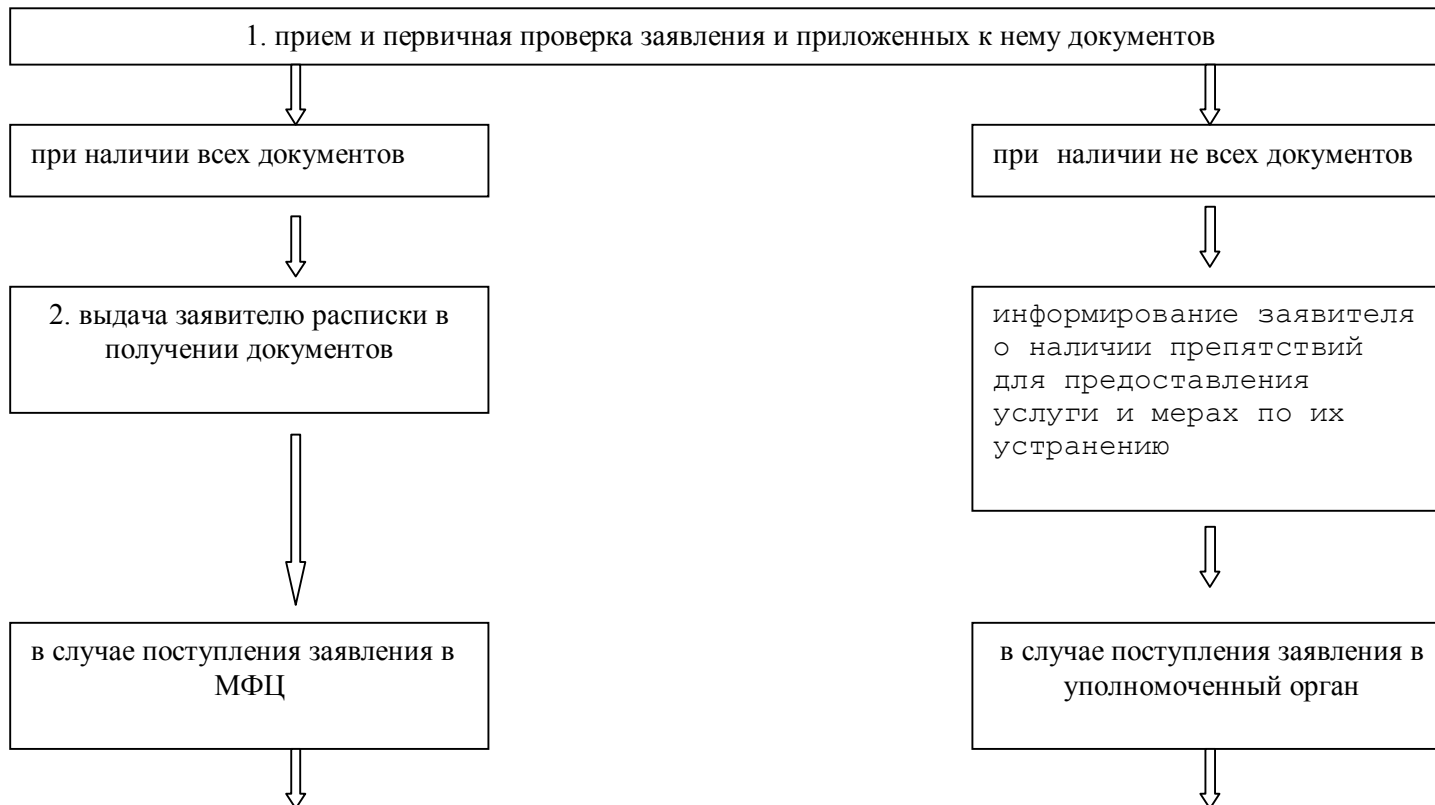 1. прием и первичная проверка заявления и приложенных к нему документов
при наличии всех документов
при наличии не всех документов
2. выдача заявителю расписки в
получении документов
информирование заявителя
о наличии препятствий
для предоставления
услуги и мерах по их
устранению
в случае поступления заявления в
МФЦ
в случае поступления заявления в
уполномоченный орган